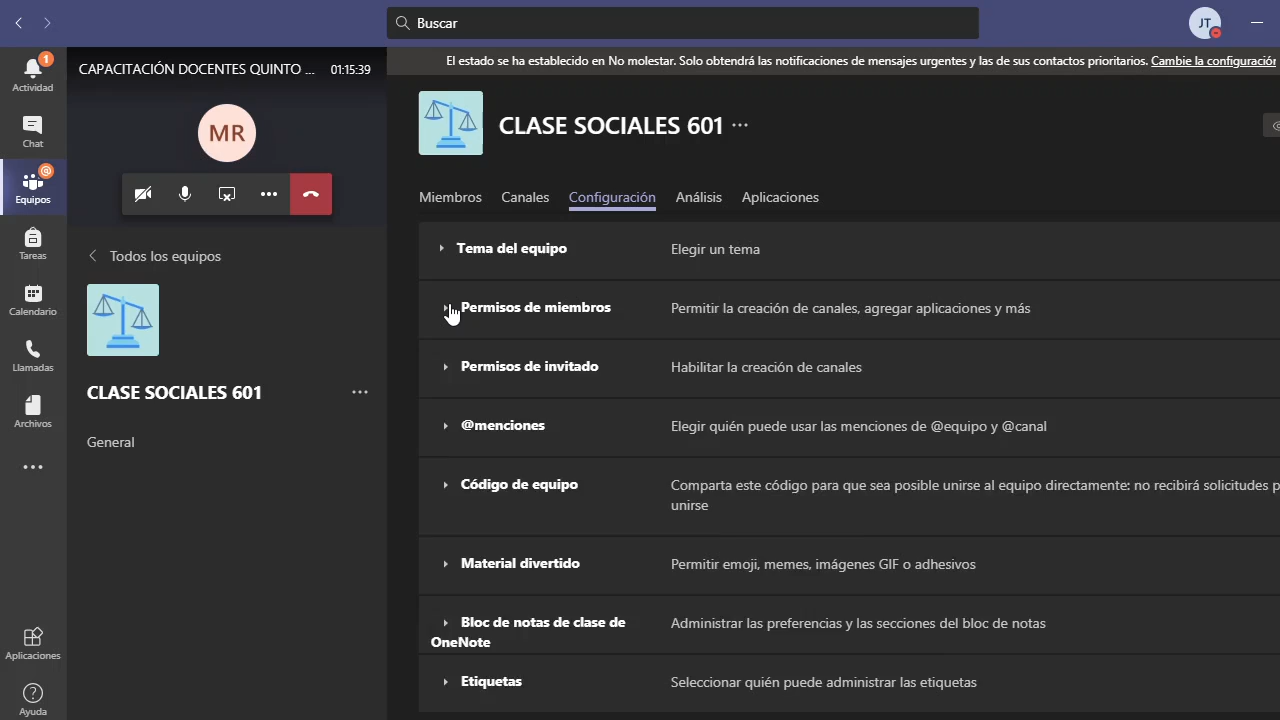 Buscar
JT
El estado se ha establecido en No molestar. Solo obtendrá las notificaciones de mensajes urgentes y las de sus contactos prioritarios. Cambie la configuración
1
Actividad
Chat
@
Equipos
Tareas
Calendario
Llamadas
Archivos
Aplicaciones
Ayuda
CAPACITACIÓN DOCENTES QUINTO ... 01:15:39
MR
Todos los equipos
CLASE SOCIALES 601
General
CLASE SOCIALES 601
Miembros Canales Configuración Análisis Aplicaciones
Tema del equipo Elegir un tema
Permisos de miembros Permitir la creación de canales, agregar aplicaciones y más
Permisos de invitado Habilitar la creación de canales
@menciones Elegir quién puede usar las menciones de @equipo y @canal
Código de equipo Comparta este código para que sea posible unirse al equipo directamente: no recibirá solicitudes p
unirse
Material divertido Permitir emoji, memes, imágenes GIF o adhesivos
Bloc de notas de clase de Administrar las preferencias y las secciones del bloc de notas
OneNote
Etiquetas Seleccionar quién puede administrar las etiquetas